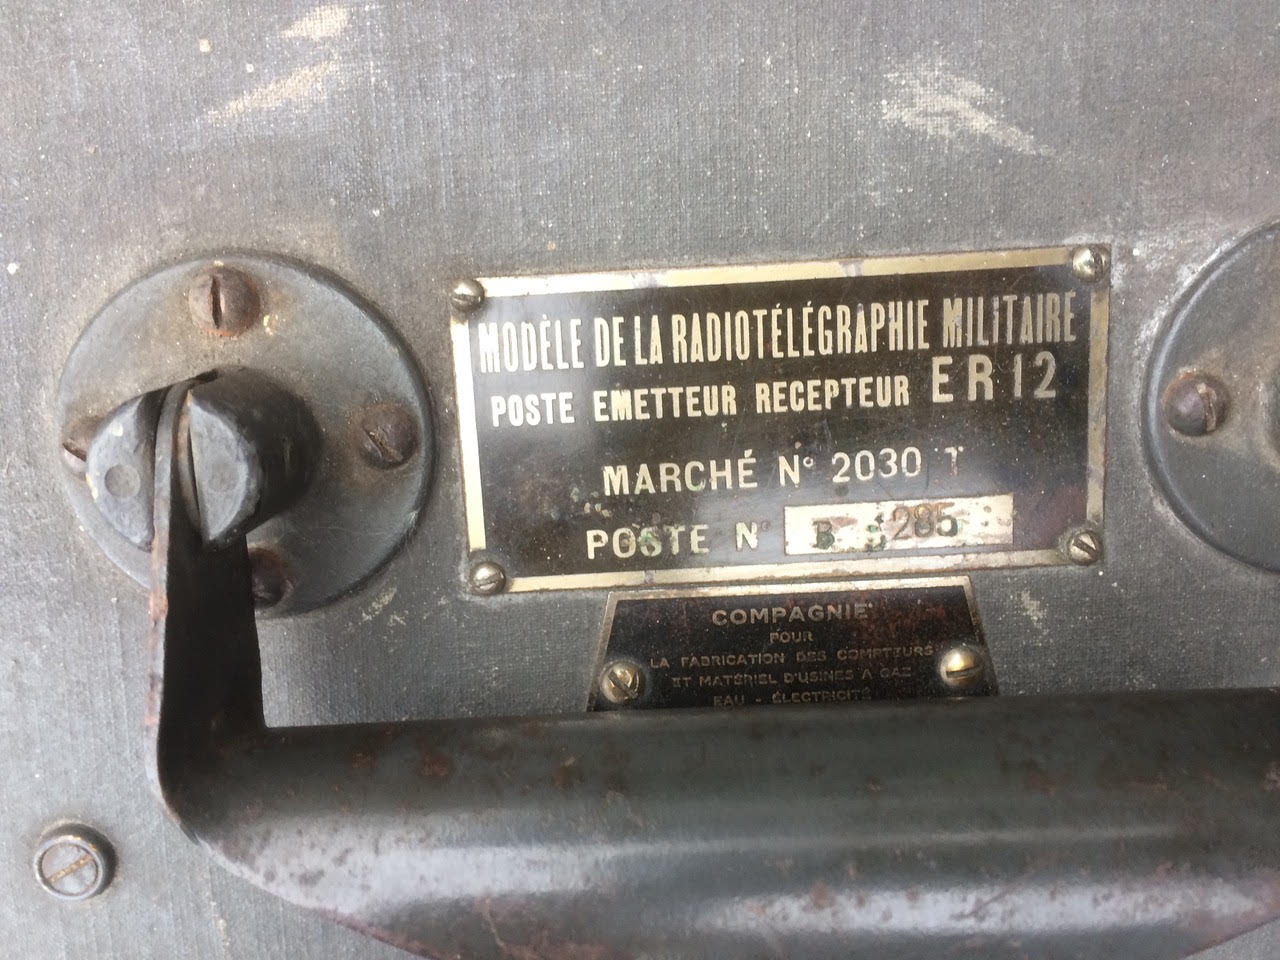 MODÈLE DE LA RADIOTÉLÉGRAPHIE MILITAIRE
POSTE EMETTEUR RECEPTEUR ER 12
MARCHÉ N° 2030 T
POSTE N° B 285
COMPAGNIE
POUR
LA FABRICATION DES COMPTEURS
ET MATÉRIEL D'USINES A GAZ
EAU - ÉLECTRICITÉ